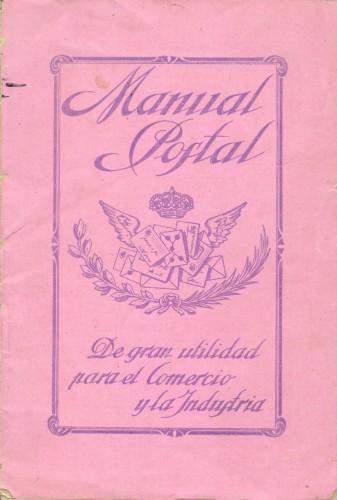 Manual
Postal
De gran utilidad
para el Comercio
y la Industria